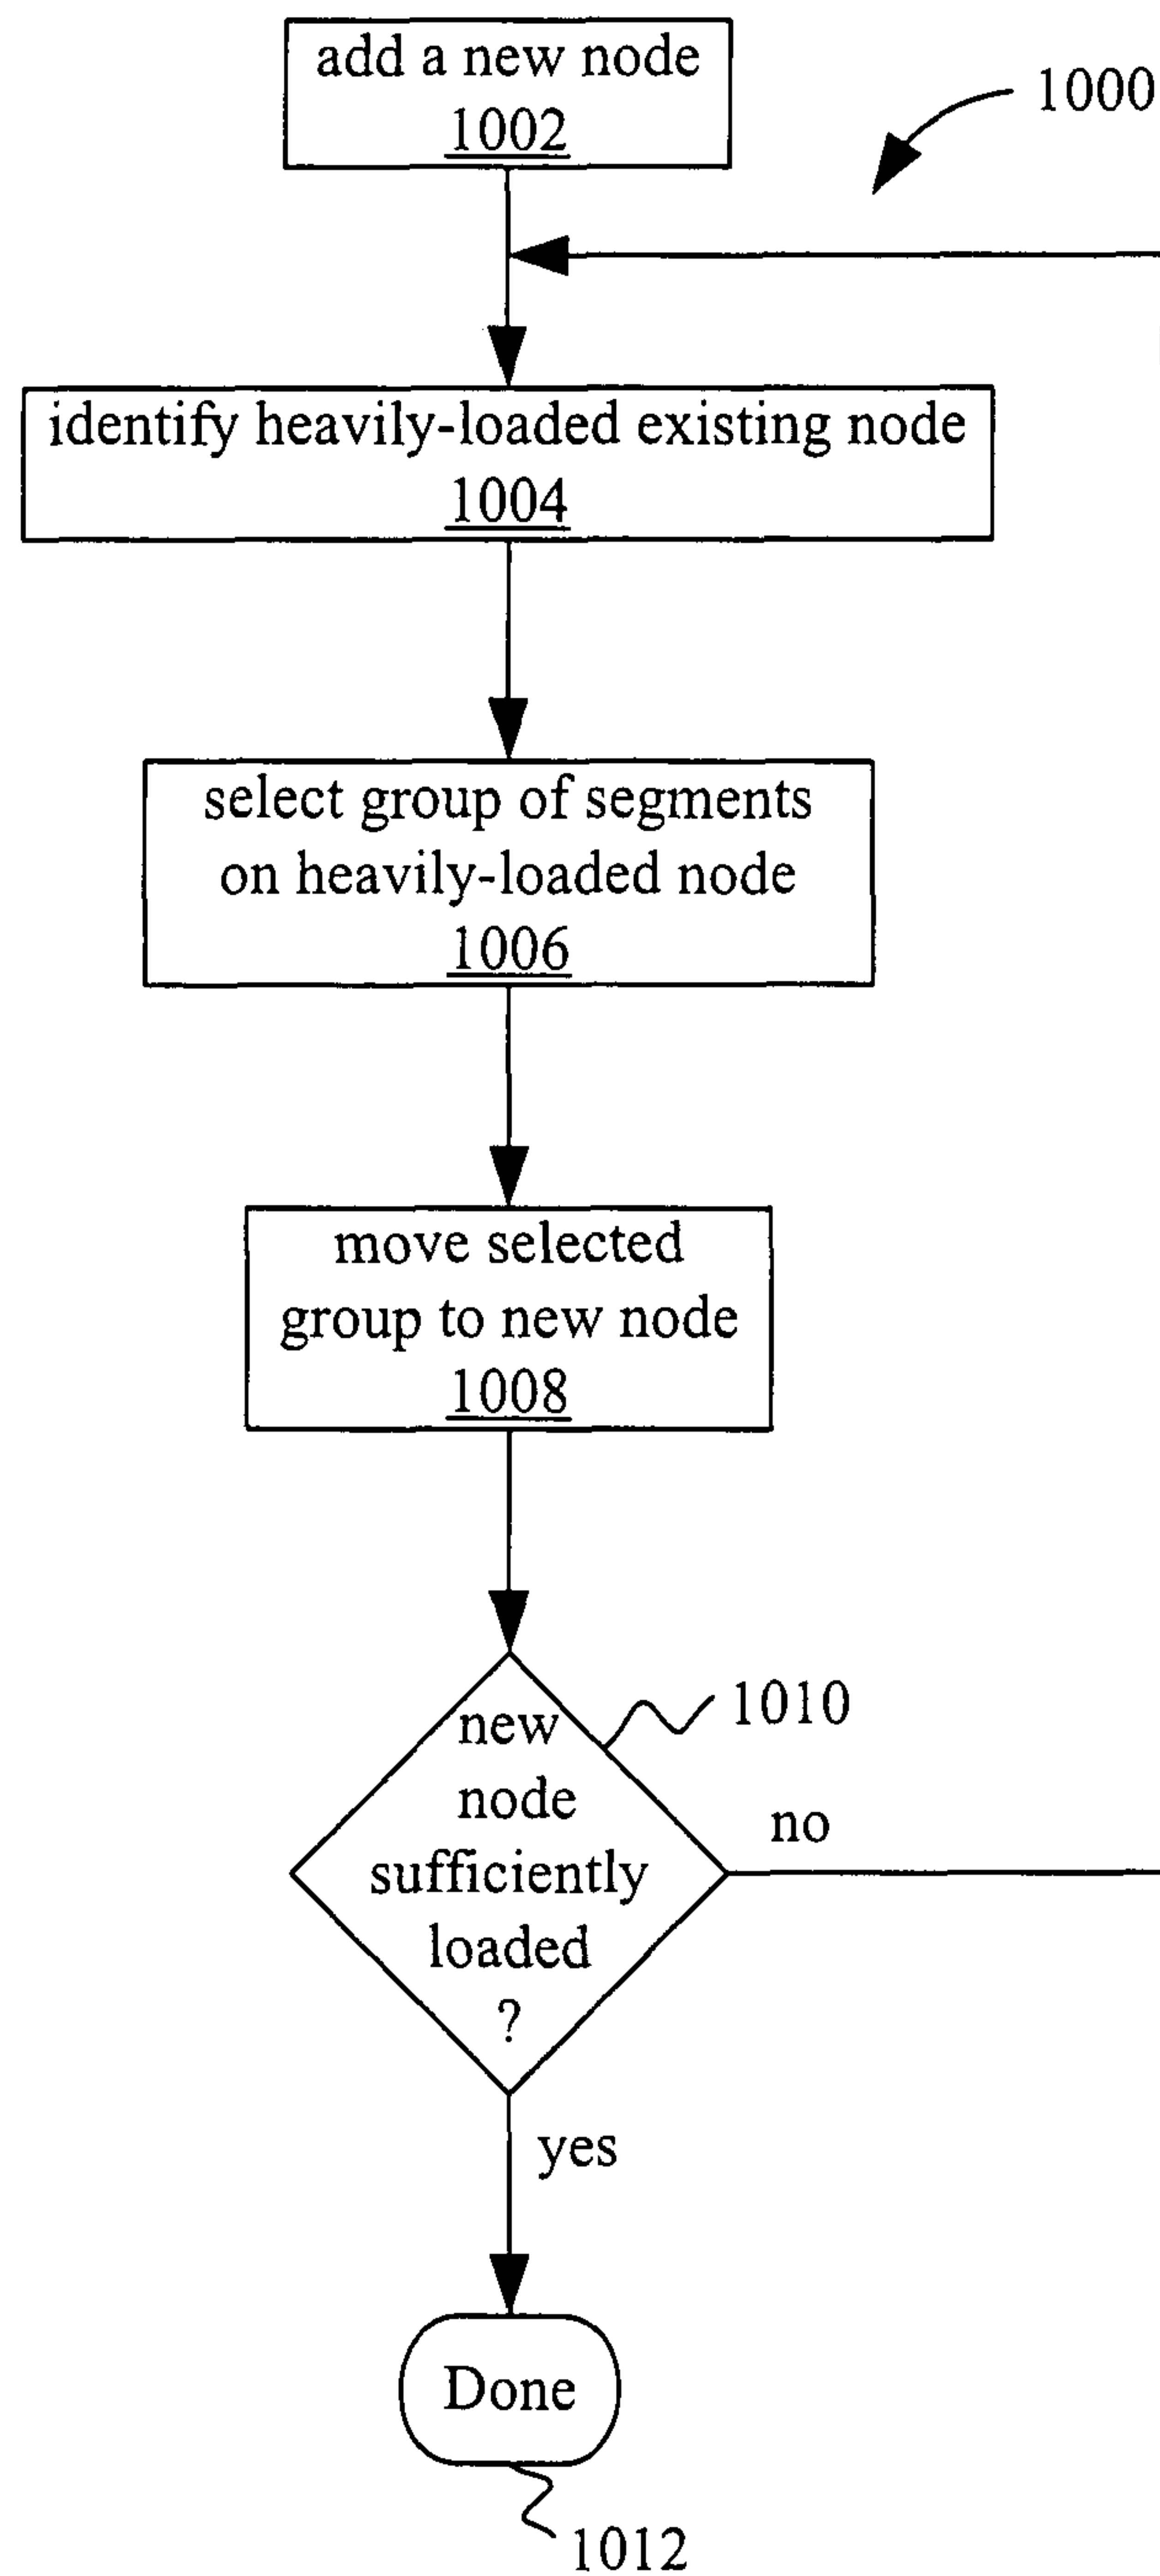 add a new node
1002
1000
identify heavily-loaded existing node
1004
select group of segments
on heavily-loaded node
1006
move selected
group to new node
1008
1010
new
node
sufficiently
loaded
?
no
yes
Done
1012